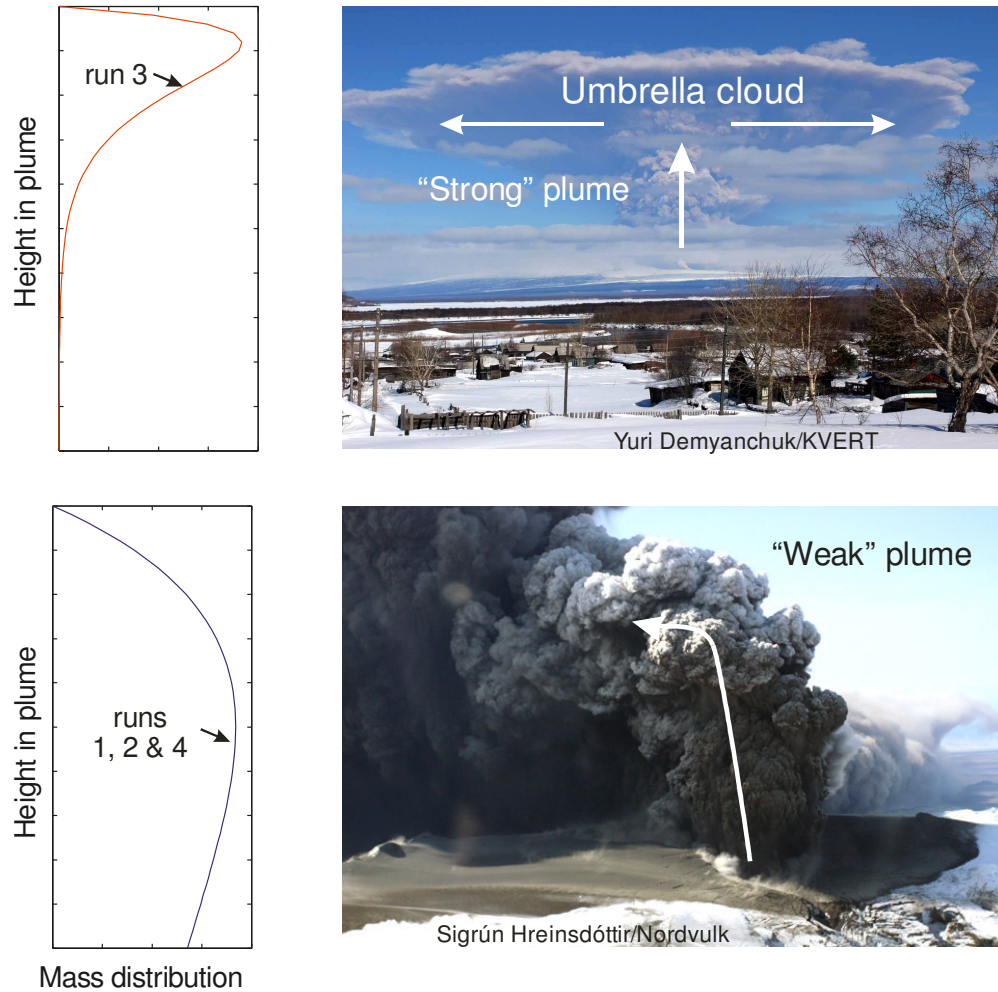 Height in plume
run 3
Umbrella cloud
“Strong” plume
Yuri Demyanchuk/KVERT
Height in plume
runs
1, 2 & 4
“Weak” plume
Sigrún Hreinsdóttir/Nordvulk
Mass distribution